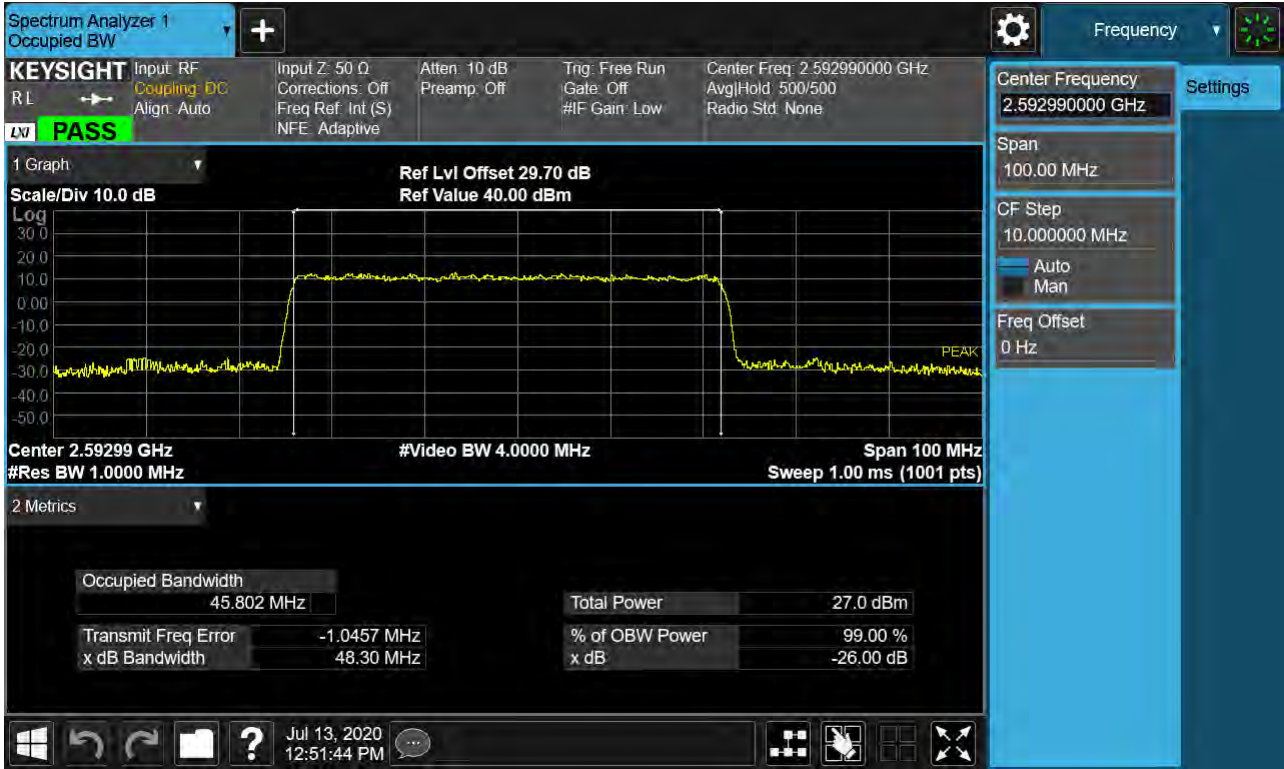 Spectrum Analyzer 1
Occupied BW
Frequency
KEYSIGHT
Input: RF
Coupling: DC
Align: Auto
R L
LXI
PASS
Input Z: 50 Ω
Corrections: Off
Freq Ref: Int (S)
NFE: Adaptive
Atten: 10 dB
Preamp: Off
Trig: Free Run
Gate: Off
#IF Gain: Low
Center Freq: 2.592990000 GHz
Avg|Hold: 500/500
Radio Std: None
Center Frequency
2.592990000 GHz
Settings
Span
100.00 MHz
CF Step
10.000000 MHz
Auto
Man
Freq Offset
0 Hz
1 Graph
Scale/Div 10.0 dB
Ref Lvl Offset 29.70 dB
Ref Value 40.00 dBm
Log
30.0
20.0
10.0
0.00
-10.0
-20.0
-30.0
-40.0
-50.0
PEAK
Center 2.59299 GHz
#Video BW 4.0000 MHz
Span 100 MHz
#Res BW 1.0000 MHz
Sweep 1.00 ms (1001 pts)
2 Metrics
Occupied Bandwidth
45.802 MHz
Total Power 27.0 dBm
Transmit Freq Error -1.0457 MHz
% of OBW Power 99.00 %
x dB Bandwidth 48.30 MHz
x dB -26.00 dB
?
Jul 13, 2020
12:51:44 PM